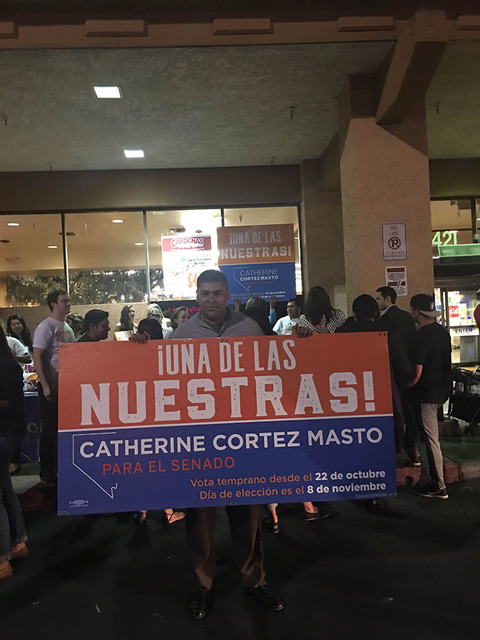 ¡UNA DE LAS
NUESTRAS!
CATHERINE
CORTEZ MASTO
421
ENTER
¡UNA DE LAS
NUESTRAS!
CATHERINE CORTEZ MASTO
PARA EL SENADO
Vota temprano desde el 22 de octubre
Día de elección es el 8 de noviembre